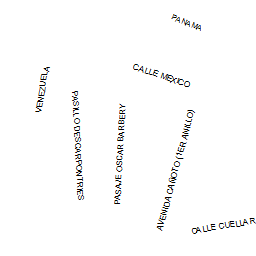 PANAMA
CALLE MEXICO
VENEZUELA
PASILLO DESCARPONTRIES
PASAJE OSCAR BARBERY
AVENIDA CAÑOTO (1ER ANILLO)
CALLE CUELLAR